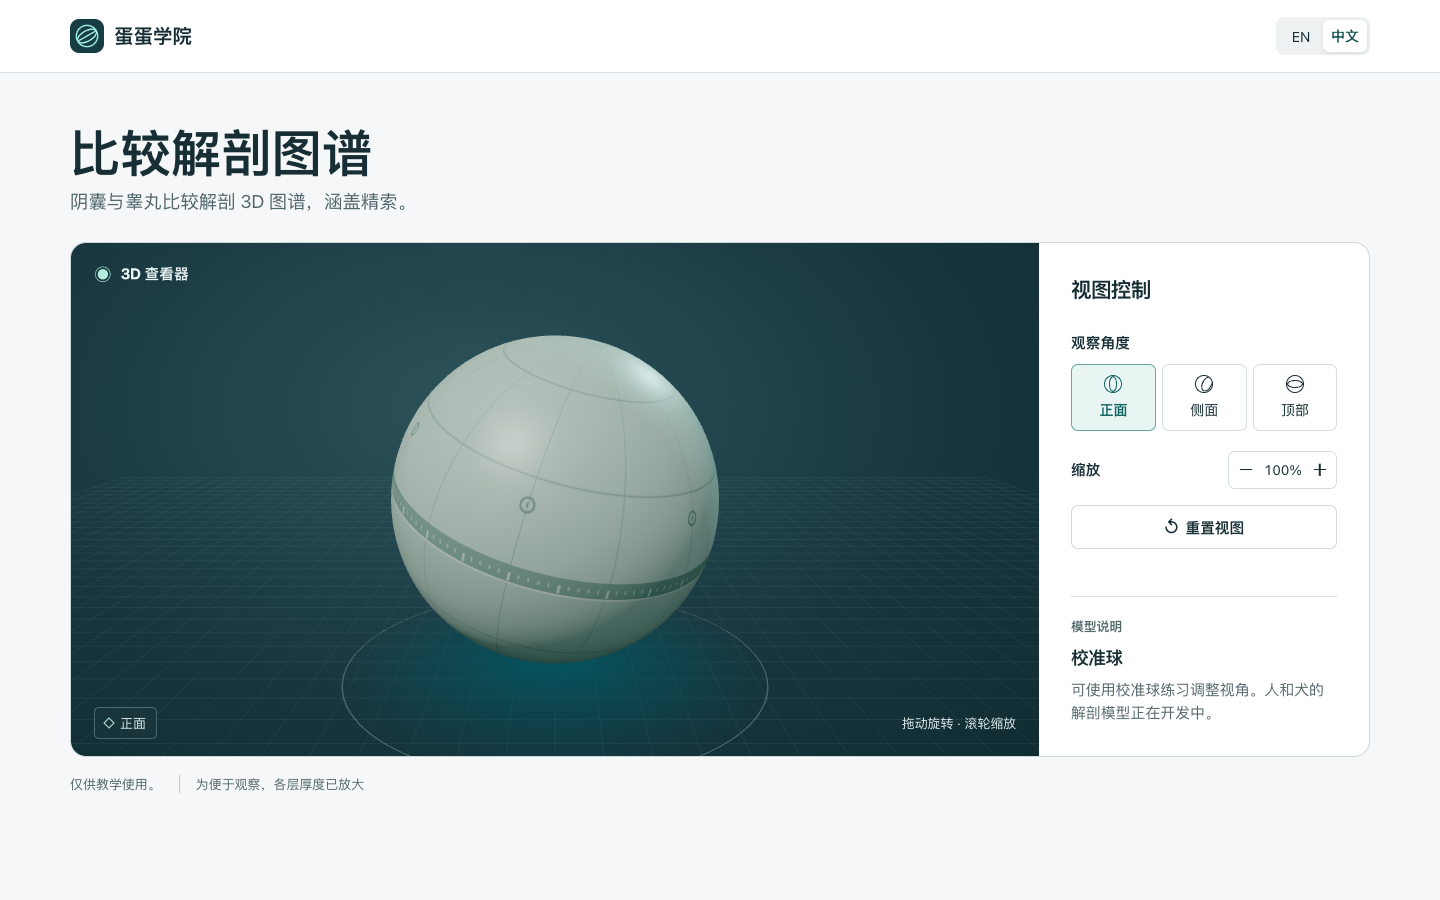 蛋蛋学院
EN 中文
比较解剖图谱
阴囊与睾丸比较解剖 3D 图谱，涵盖精索。
3D 查看器
正面
拖动旋转 · 滚轮缩放
视图控制
观察角度
正面 侧面 顶部
缩放
100%
重置视图
模型说明
校准球
可使用校准球练习调整视角。人和犬的
解剖模型正在开发中。
仅供教学使用。
为便于观察，各层厚度已放大